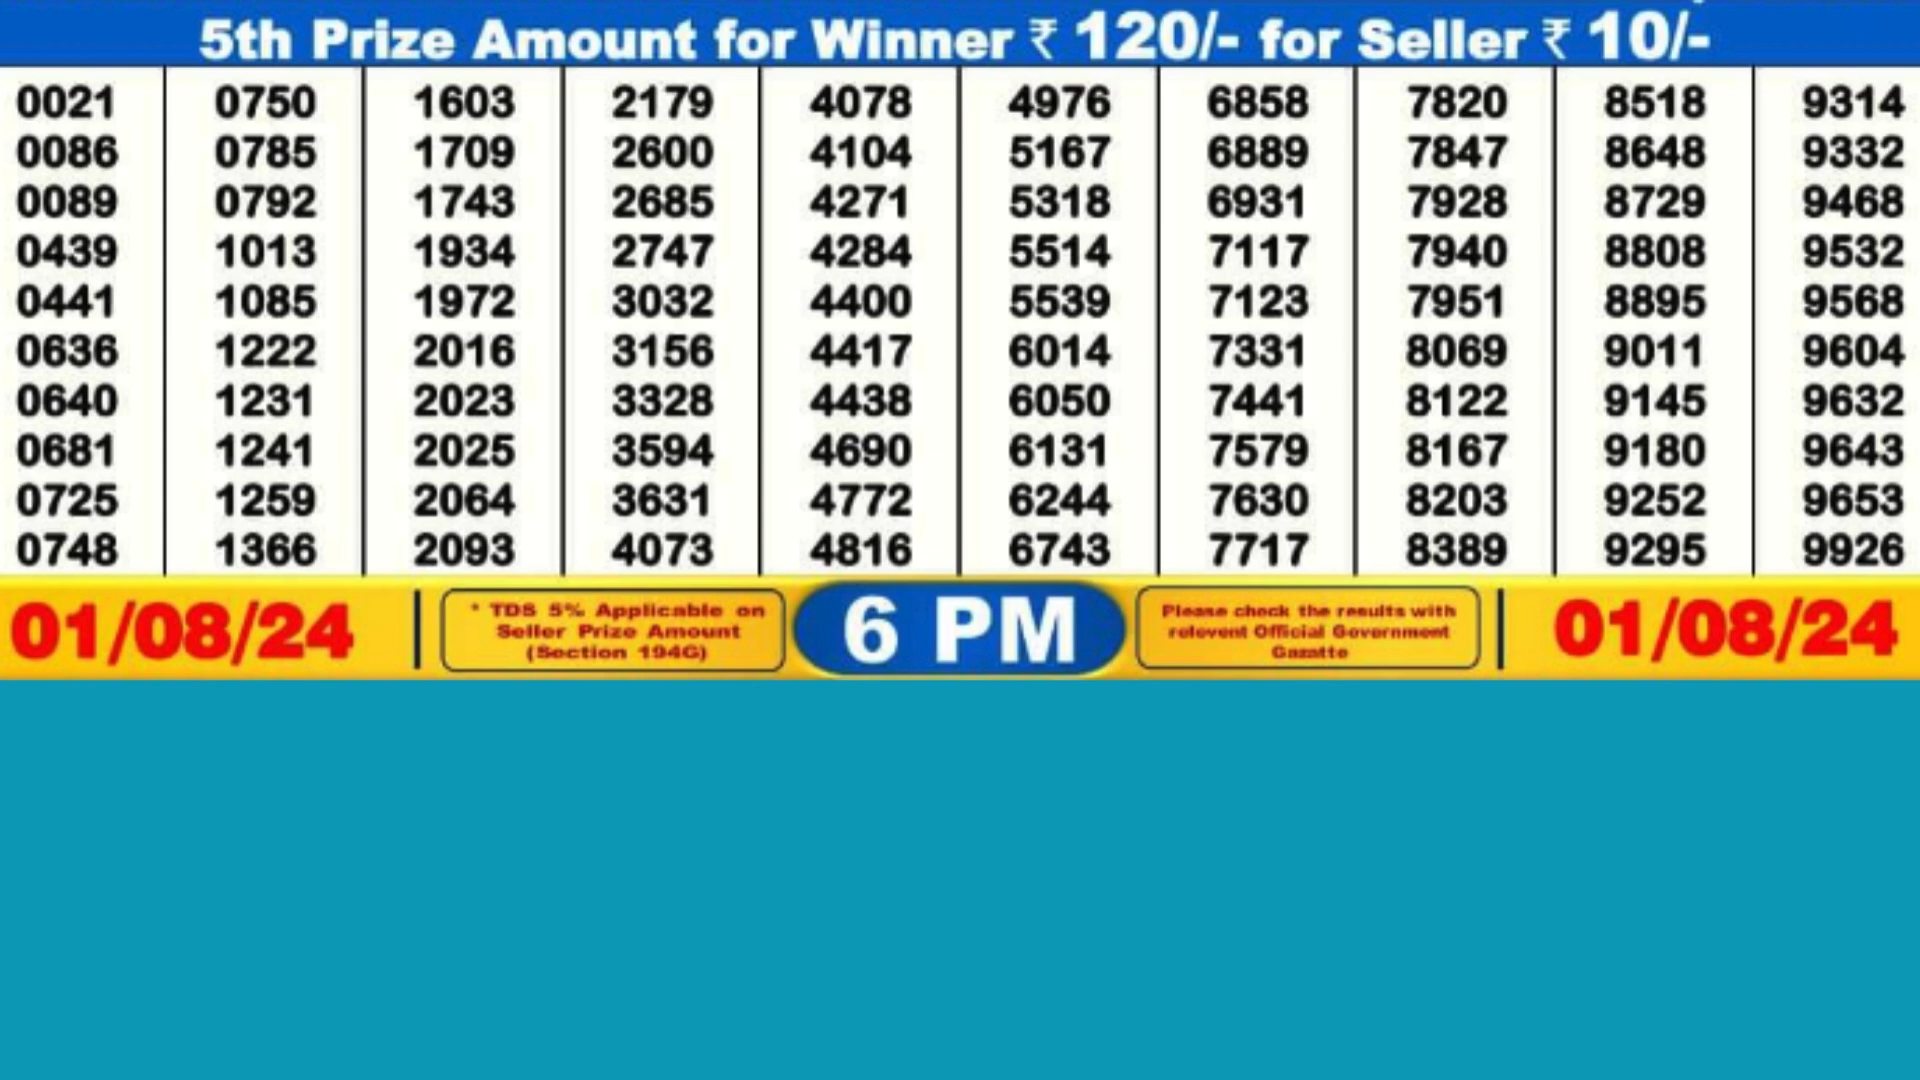 5th Prize Amount for Winner ₹ 120/- for Seller ₹ 10/-
0021 0750 1603 2179 4078 4976 6858 7820 8518 9314
0086 0785 1709 2600 4104 5167 6889 7847 8648 9332
0089 0792 1743 2685 4271 5318 6931 7928 8729 9468
0439 1013 1934 2747 4284 5514 7117 7940 8808 9532
0441 1085 1972 3032 4400 5539 7123 7951 8895 9568
0636 1222 2016 3156 4417 6014 7331 8069 9011 9604
0640 1231 2023 3328 4438 6050 7441 8122 9145 9632
0681 1241 2025 3594 4690 6131 7579 8167 9180 9643
0725 1259 2064 3631 4772 6244 7630 8203 9252 9653
0748 1366 2093 4073 4816 6743 7717 8389 9295 9926
01/08/24
* TDS 5% Applicable on
Seller Prize Amount
(Section 194G)
6 PM
Please check the results with
relevent Official Government
Gazatte
01/08/24